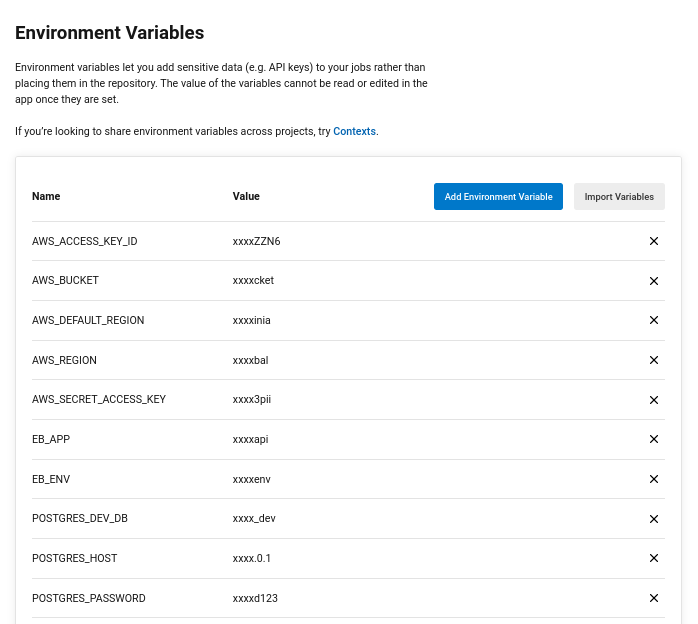 Environment Variables
Environment variables let you add sensitive data (e.g. API keys) to your jobs rather than
placing them in the repository. The value of the variables cannot be read or edited in the
app once they are set.
If you're looking to share environment variables across projects, try Contexts.
Name Value Add Environment Variable Import Variables
AWS_ACCESS_KEY_ID xxxxZZN6
AWS_BUCKET xxxxcket
AWS_DEFAULT_REGION xxxxinia
AWS_REGION xxxxbal
AWS_SECRET_ACCESS_KEY xxxx3pii
EB_APP xxxxapi
EB_ENV xxxxenv
POSTGRES_DEV_DB xxxx_dev
POSTGRES_HOST xxxx.0.1
POSTGRES_PASSWORD xxxxd123